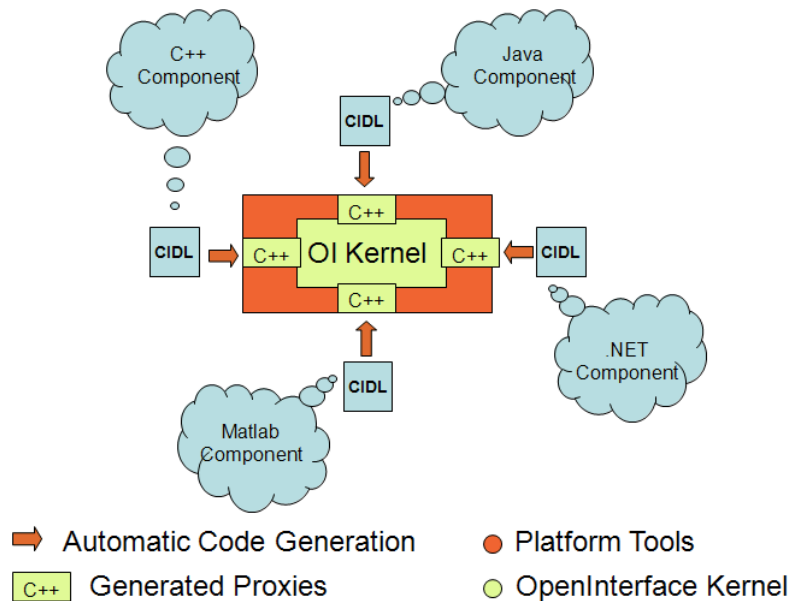 C++
Component
Java
Component
CIDL
C++
CIDL
C++
OI Kernel
C++
CIDL
C++
.NET
Component
CIDL
Matlab
Component
Automatic Code Generation
Platform Tools
C++
Generated Proxies
OpenInterface Kernel